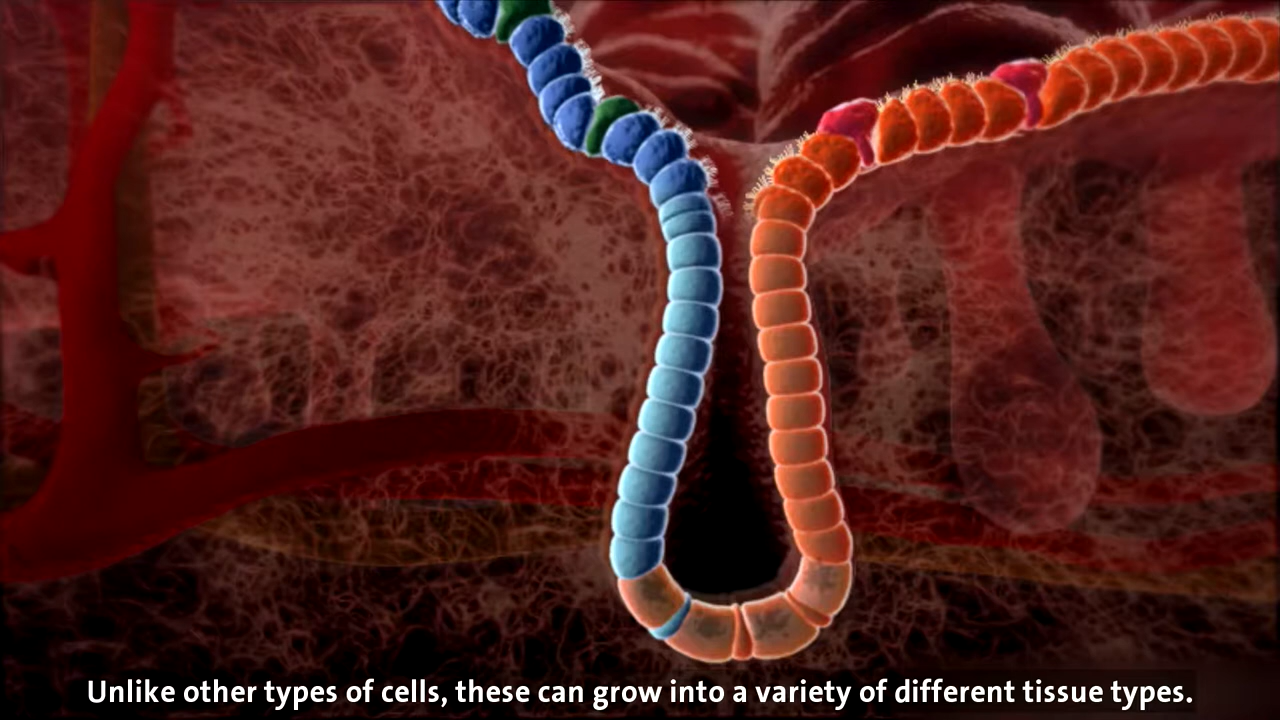 Unlike other types of cells, these can grow into a variety of different tissue types.